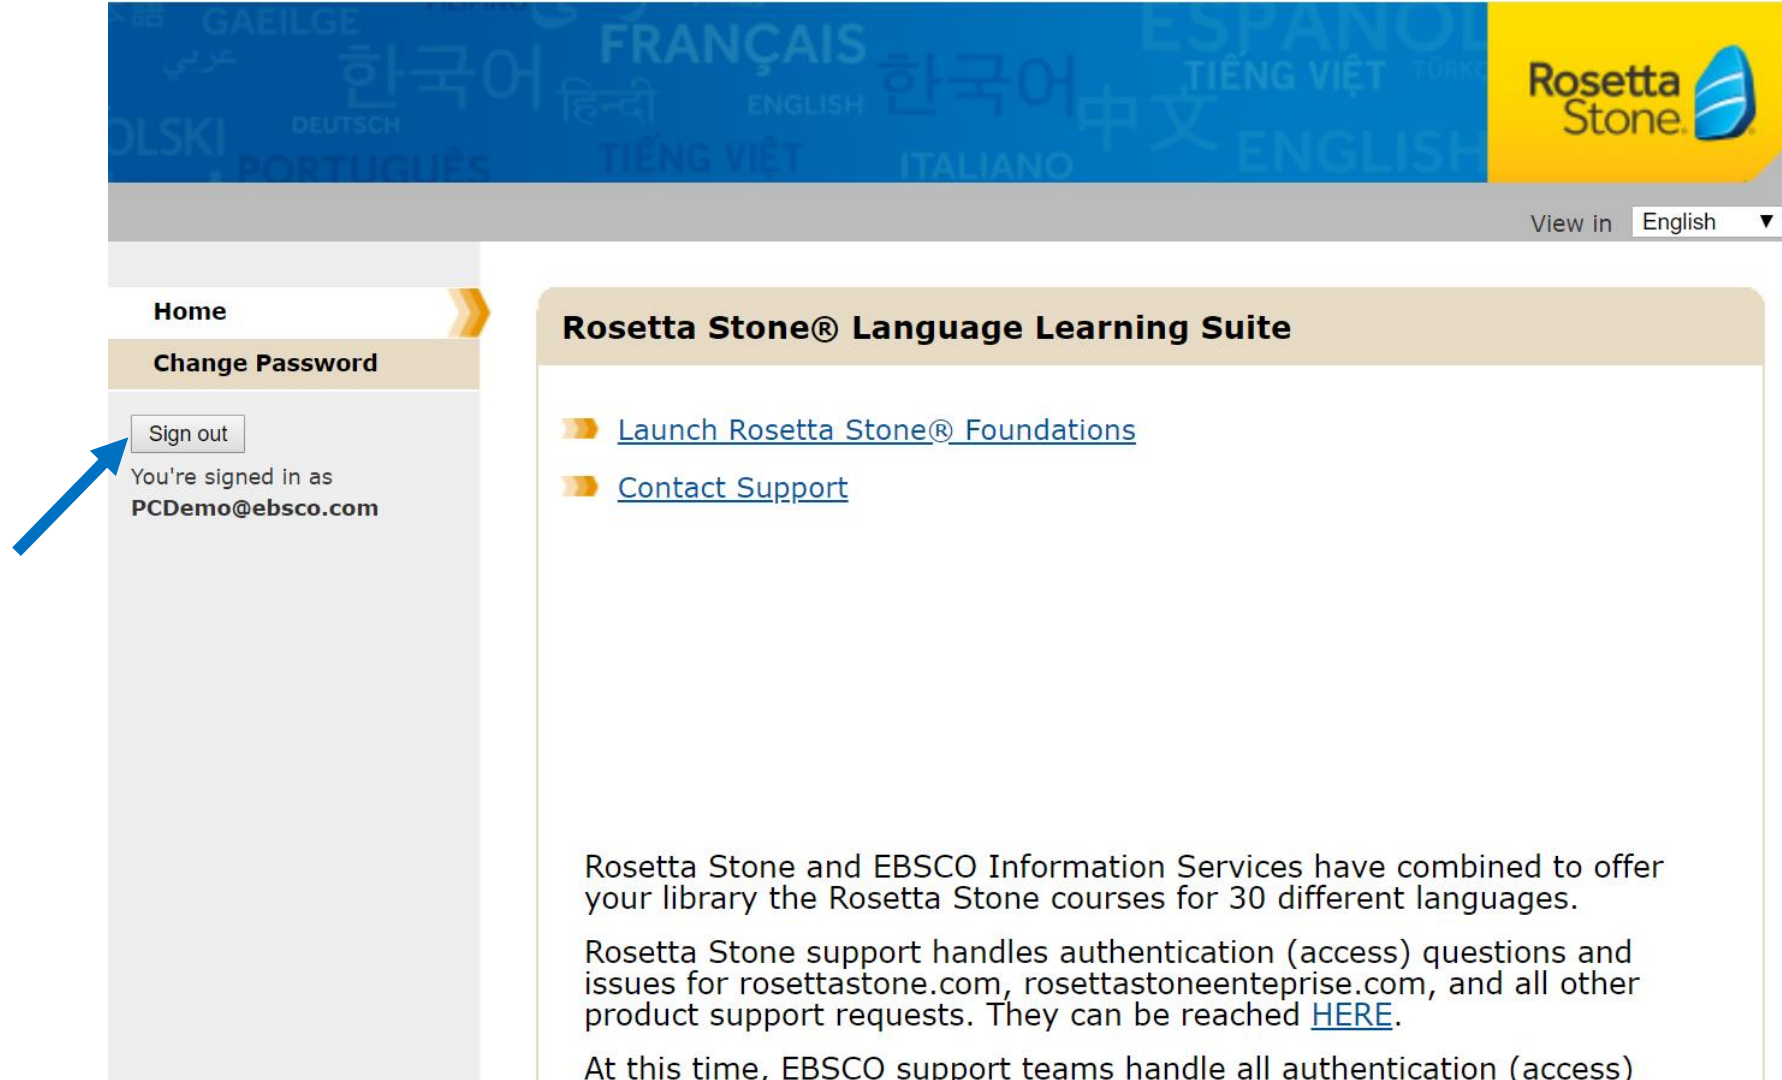 GAEILGE
عربي
한국어
OLSKI
DEUTSCH
PORTUGUÊS
FRANÇAIS
हिन्दी
ENGLISH
TIẾNG VIỆT
한국어
ITALIANO
中文
ESPAÑOL
TIẾNG VIỆT
TÜRKÇ
ENGLISH
Rosetta
Stone®
View in English ▼
Home
Change Password
Sign out
You're signed in as
PCDemo@ebsco.com
Rosetta Stone® Language Learning Suite
Launch Rosetta Stone® Foundations
Contact Support
Rosetta Stone and EBSCO Information Services have combined to offer
your library the Rosetta Stone courses for 30 different languages.
Rosetta Stone support handles authentication (access) questions and
issues for rosettastone.com, rosettastoneenteprise.com, and all other
product support requests. They can be reached HERE.
At this time, EBSCO support teams handle all authentication (access)